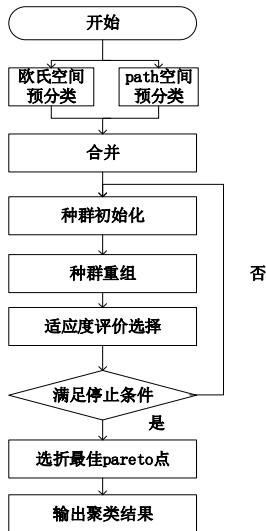 开始
欧氏空间
预分类
path空间
预分类
合并
种群初始化
种群重组
否
适应度评价选择
满足停止条件
是
选折最佳pareto点
输出聚类结果